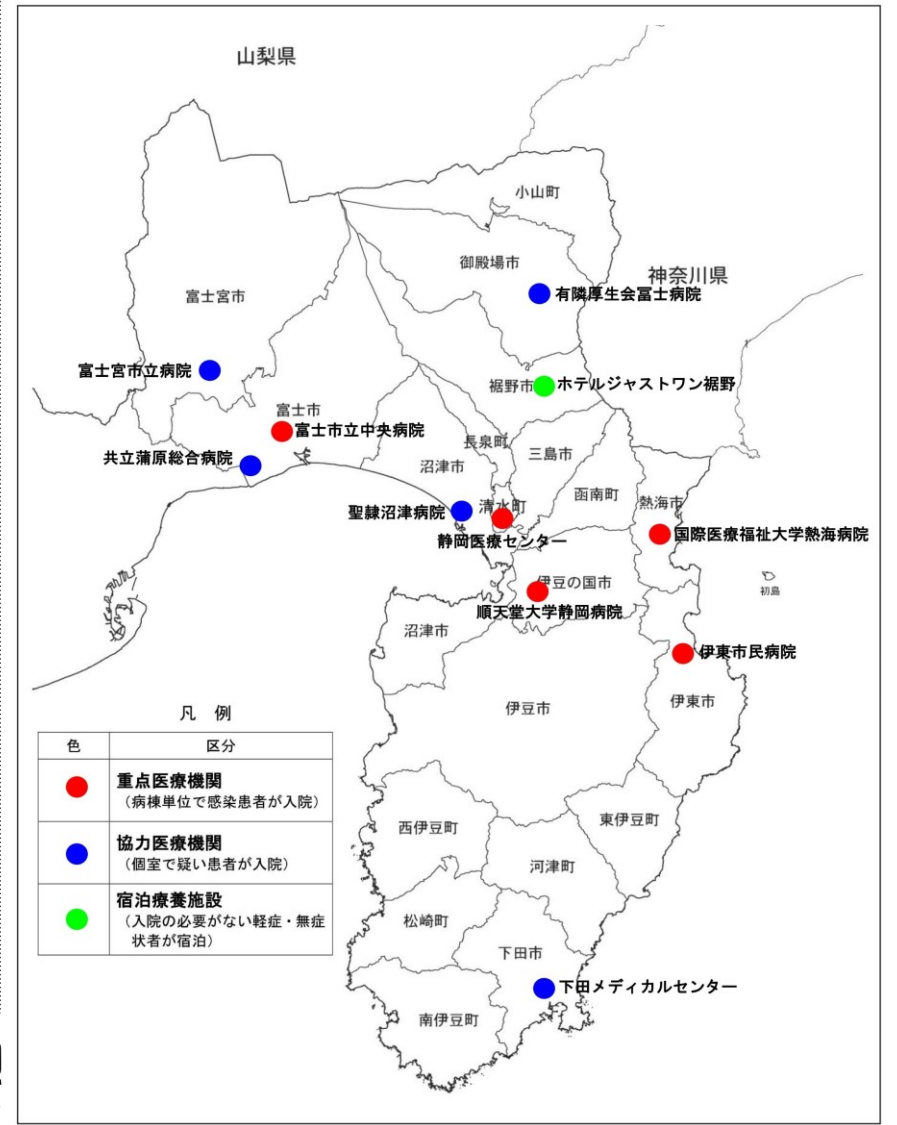 山梨県
小山町
御殿場市
神奈川県
富士宮市
有隣厚生会冨士病院
富士宮市立病院
裾野市
ホテルジャストワン裾野
富士市
富士市立中央病院
長泉町
三島市
共立蒲原総合病院
沼津市
函南町
熱海市
聖隷沼津病院
清水町
国際医療福祉大学熱海病院
静岡医療センター
伊豆の国市
初島
順天堂大学静岡病院
沼津市
伊東市民病院
伊東市
伊豆市
凡 例
色 区分
重点医療機関
(病棟単位で感染患者が入院)
協力医療機関
(個室で疑い患者が入院)
宿泊療養施設
(入院の必要がない軽症・無症
状者が宿泊)
西伊豆町
東伊豆町
河津町
松崎町
下田市
下田メディカルセンター
南伊豆町